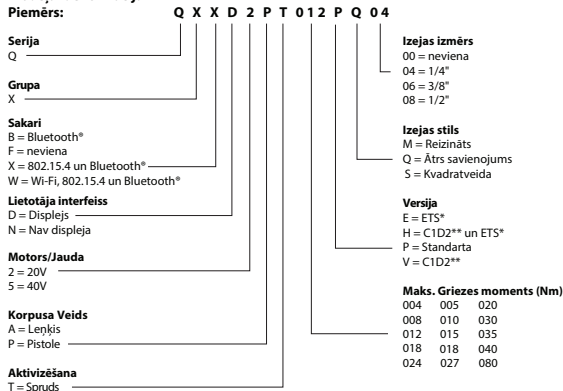 Piemērs: Q X X D 2 P T 0 1 2 P Q 0 4
Serija
Q
Grupa
X
Sakari
B = Bluetooth®
F = neviena
X = 802.15.4 un Bluetooth®
W = Wi-Fi, 802.15.4 un Bluetooth®
Lietotāja interfeiss
D = Displejs
N = Nav displeja
Motors/Jauda
2 = 20V
5 = 40V
Korpusa Veids
A = Leņķis
P = Pistole
Aktivizēšana
T = Spruds
Izejas izmērs
00 = neviena
04 = 1/4"
06 = 3/8"
08 = 1/2"
Izejas stils
M = Reizināts
Q = Ātrs savienojums
S = Kvadratveida
Versija
E = ETS*
H = C1D2** un ETS*
P = Standarta
V = C1D2**
Maks. Griezes moments (Nm)
004 005 020
008 010 030
012 015 035
018 018 040
024 027 080